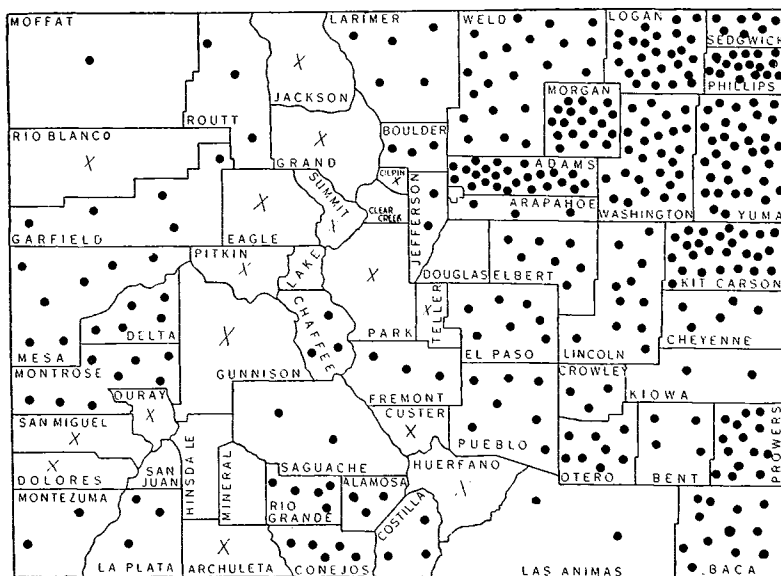 MOFFAT
LARIMER
WELD
LOGAN
SEDGWICK
X
JACKSON
PHILLIPS
MORGAN
ROUTT
RIO BLANCO
X
X
GRAND
BOULDER
GILPIN
X
ADAMS
SUMMIT
X
CLEAR CREEK
JEFFERSON
ARAPAHOE
WASHINGTON
YUMA
GARFIELD
X
EAGLE
PITKIN
X
LAKE
X
PARK
DOUGLAS
ELBERT
KIT CARSON
TELLER
X
MESA
DELTA
X
GUNNISON
CHAFFEE
EL PASO
LINCOLN
CHEYENNE
MONTROSE
OURAY
X
FREMONT
CROWLEY
KIOWA
SAN MIGUEL
X
CUSTER
X
PUEBLO
PROWERS
DOLORES
X
SAN JUAN
HINSDALE
MINERAL
SAGUACHE
HUERFANO
X
OTERO
BENT
MONTEZUMA
RIO GRANDE
ALAMOSA
COSTILLA
LA PLATA
X
ARCHULETA
CONEJOS
LAS ANIMAS
BACA